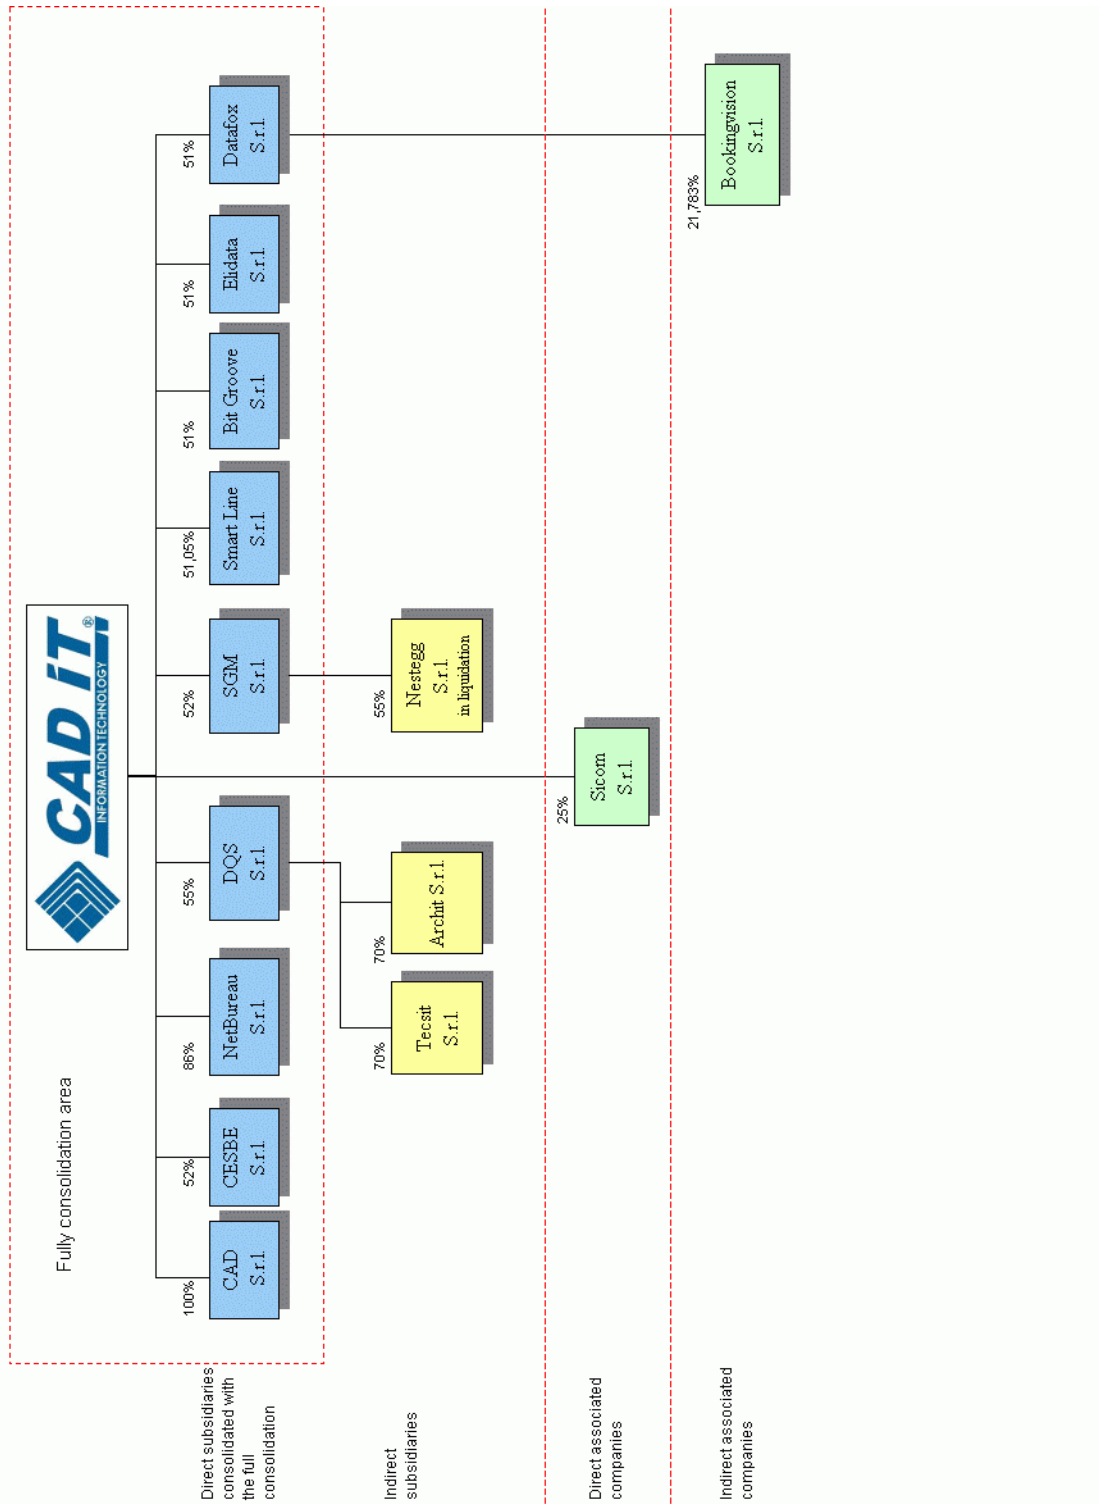 Fully consolidation area
CAD iT®
INFORMATION TECHNOLOGY
Direct subsidiaries
consolidated with
the full
consolidation
100%
CAD
S.r.l.
52%
CESBE
S.r.l.
86%
NetBureau
S.r.l.
55%
DQS
S.r.l.
52%
SGM
S.r.l.
51,05%
Smart Line
S.r.l.
51%
Bit Groove
S.r.l.
51%
Elidata
S.r.l.
51%
Datafox
S.r.l.
Indirect
subsidiaries
70%
Tecsit
S.r.l.
70%
Archit S.r.l.
55%
Nestegg
S.r.l.
in liquidation
Direct associated
companies
25%
Sicom
S.r.l.
Indirect associated
companies
21,783%
Bookingvision
S.r.l.